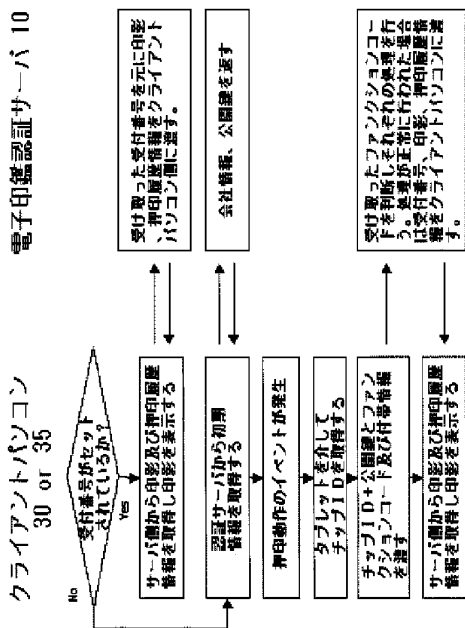 クライアントパソコン
30 or 35
電子印鑑認証サーバ 10
受付番号がセット
されているか?
No
Yes
サーバ側から印影及び押印履歴
情報を取得し印影を表示する
受け取った受付番号を元に印影
、押印履歴情報をクライアント
パソコン側に渡す。
認証サーバから初期
情報を取得する
会社情報、公開鍵を返す
押印動作のイベントが発生
タブレットを介して
チップIDを取得する
チップID+公開鍵とファン
クションコード及び付帯情報
を渡す
受け取ったファンクションコー
ドを判断しそれぞれの処理を行
う。処理が正常に行われた場合
は受付番号、印影、押印履歴情
報をクライアントパソコンに渡
す。
サーバ側から印影及び押印履歴
情報を取得し印影を表示する